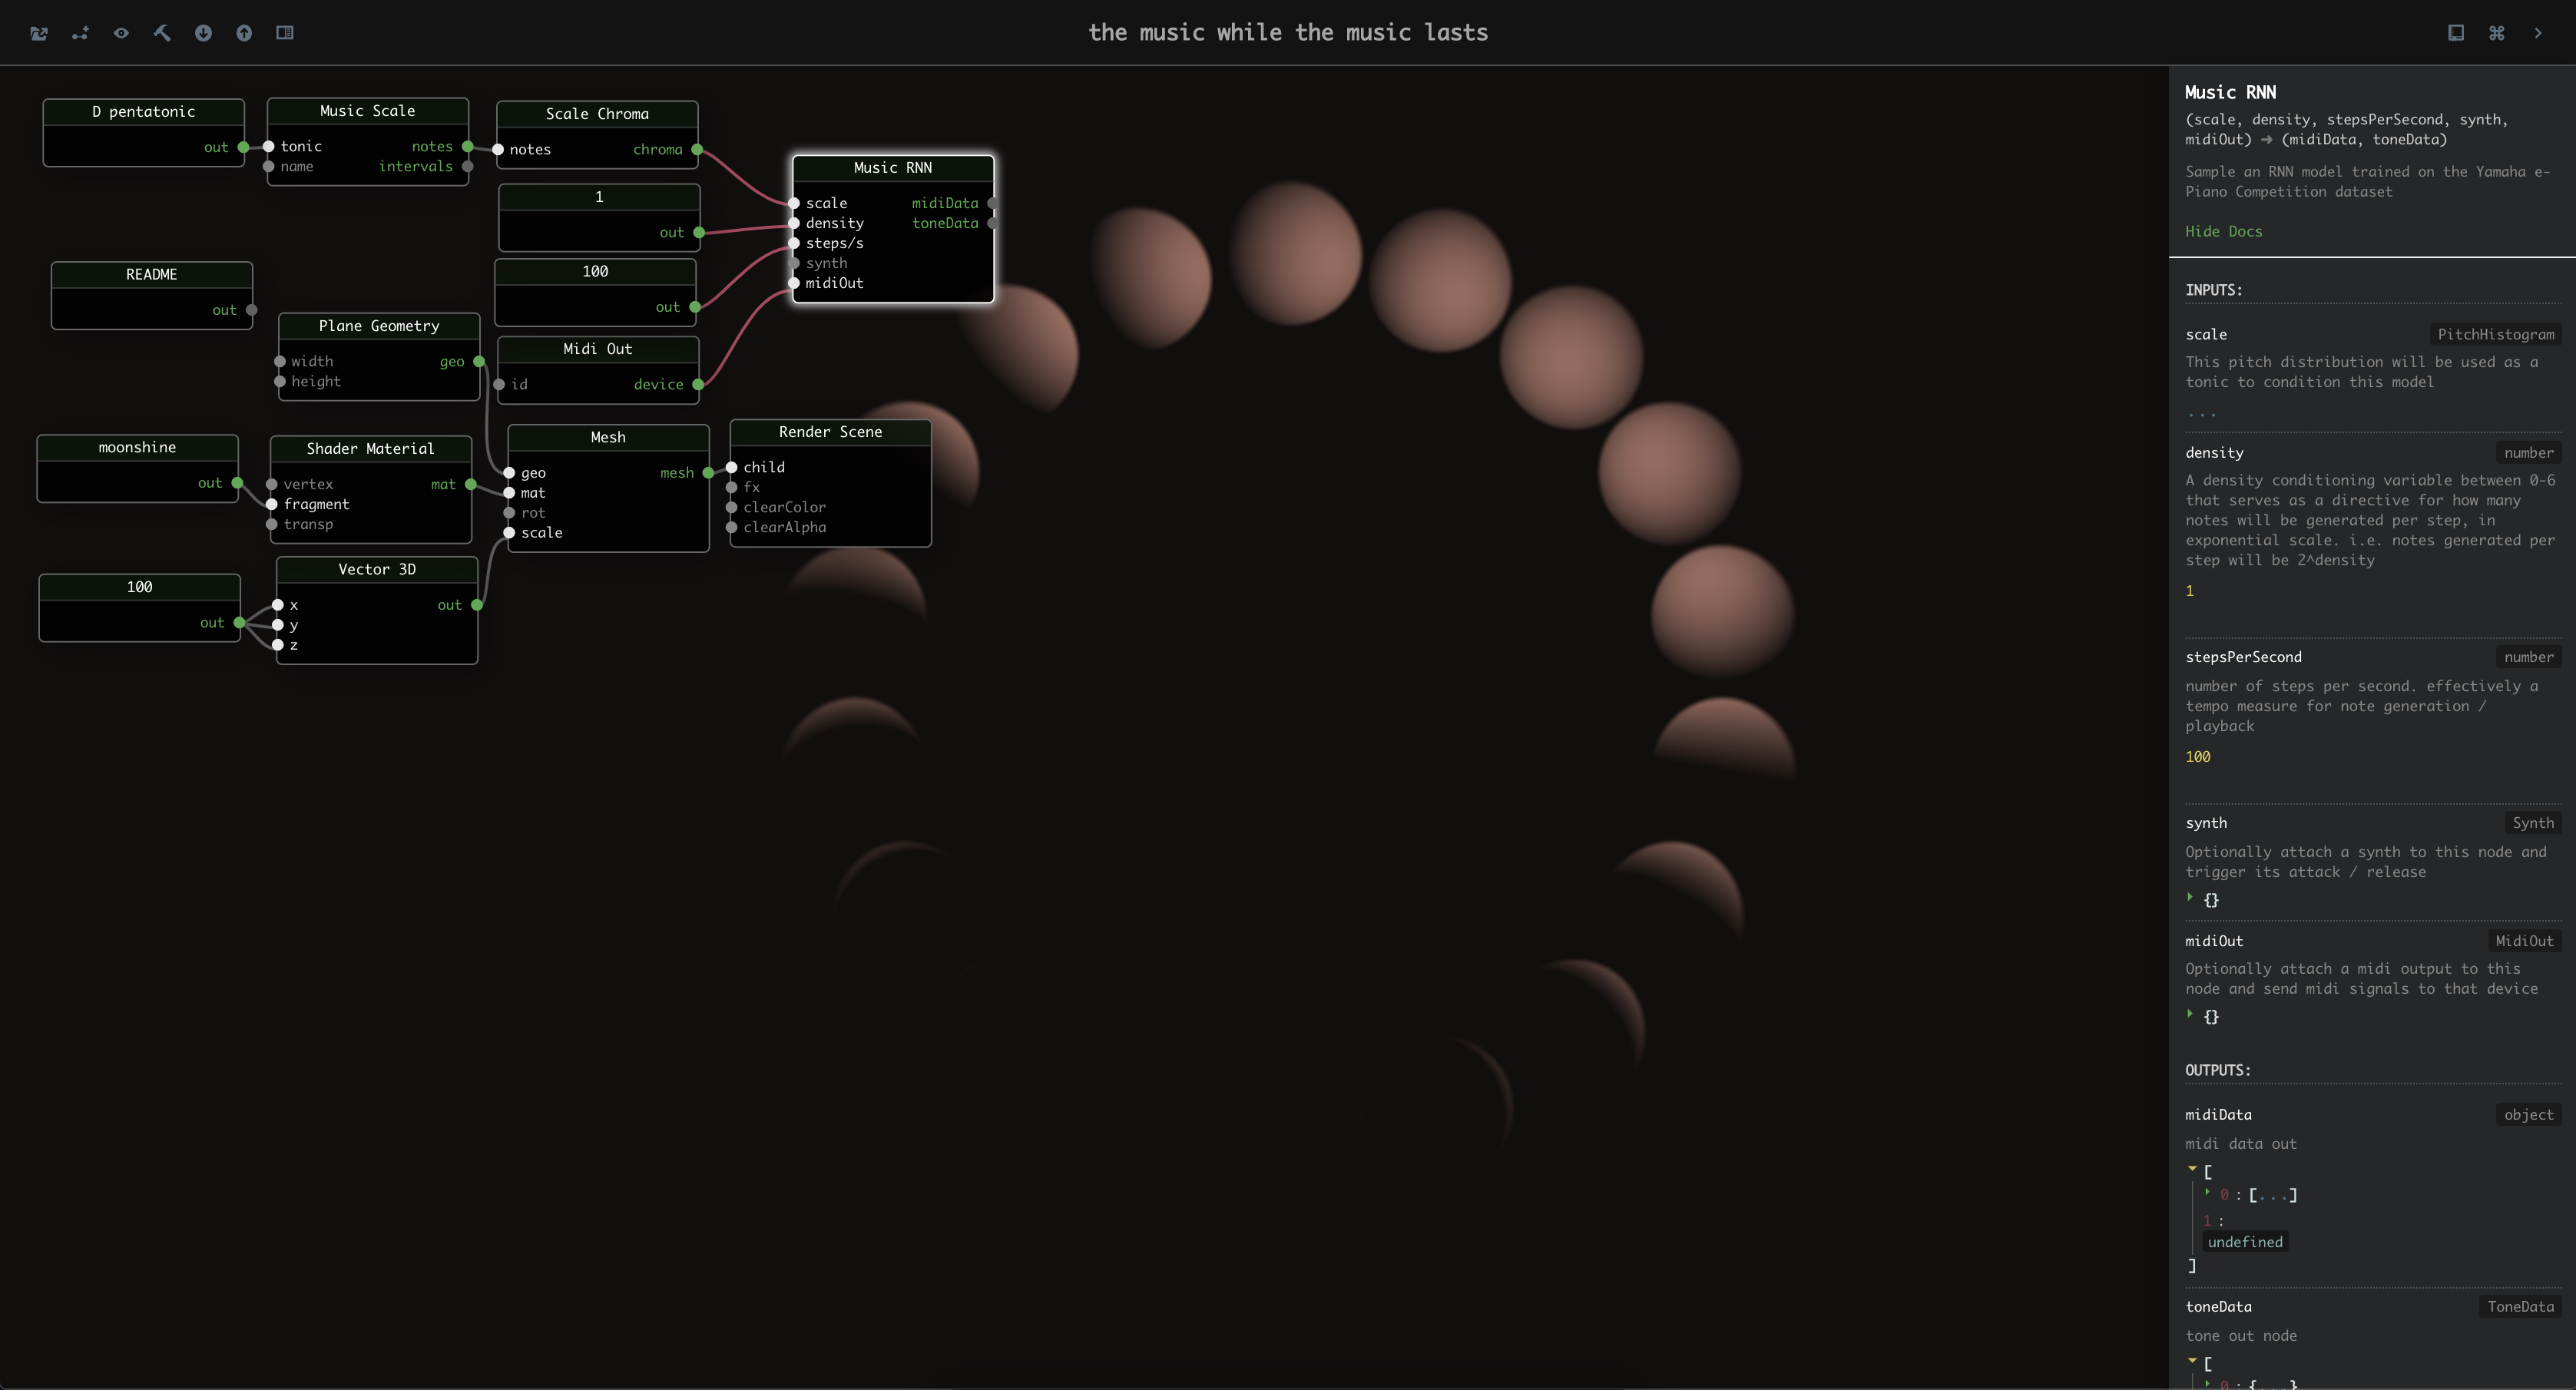 the music while the music lasts
D pentatonic
out
Music Scale
tonic notes
name intervals
Scale Chroma
notes chroma
1
out
Music RNN
scale midiData
density toneData
steps/s
synth
midiOut
README
out
100
out
Plane Geometry
width geo
height
Midi Out
id device
moonshine
out
Shader Material
vertex mat
fragment
transp
Mesh
geo mesh
mat
rot
scale
Render Scene
child
fx
clearColor
clearAlpha
100
out
Vector 3D
x out
y
z
Music RNN
(scale, density, stepsPerSecond, synth,
midiOut) ➔ (midiData, toneData)
Sample an RNN model trained on the Yamaha e-
Piano Competition dataset
Hide Docs
INPUTS:
scale PitchHistogram
This pitch distribution will be used as a
tonic to condition this model
...
density number
A density conditioning variable between 0-6
that serves as a directive for how many
notes will be generated per step, in
exponential scale. i.e. notes generated per
step will be 2^density
1
stepsPerSecond number
number of steps per second. effectively a
tempo measure for note generation /
playback
100
synth Synth
Optionally attach a synth to this node and
trigger its attack / release
{}
midiOut MidiOut
Optionally attach a midi output to this
node and send midi signals to that device
{}
OUTPUTS:
midiData object
midi data out
[
0 : [...]
1 :
undefined
]
toneData ToneData
tone out node
[
0 : {...}